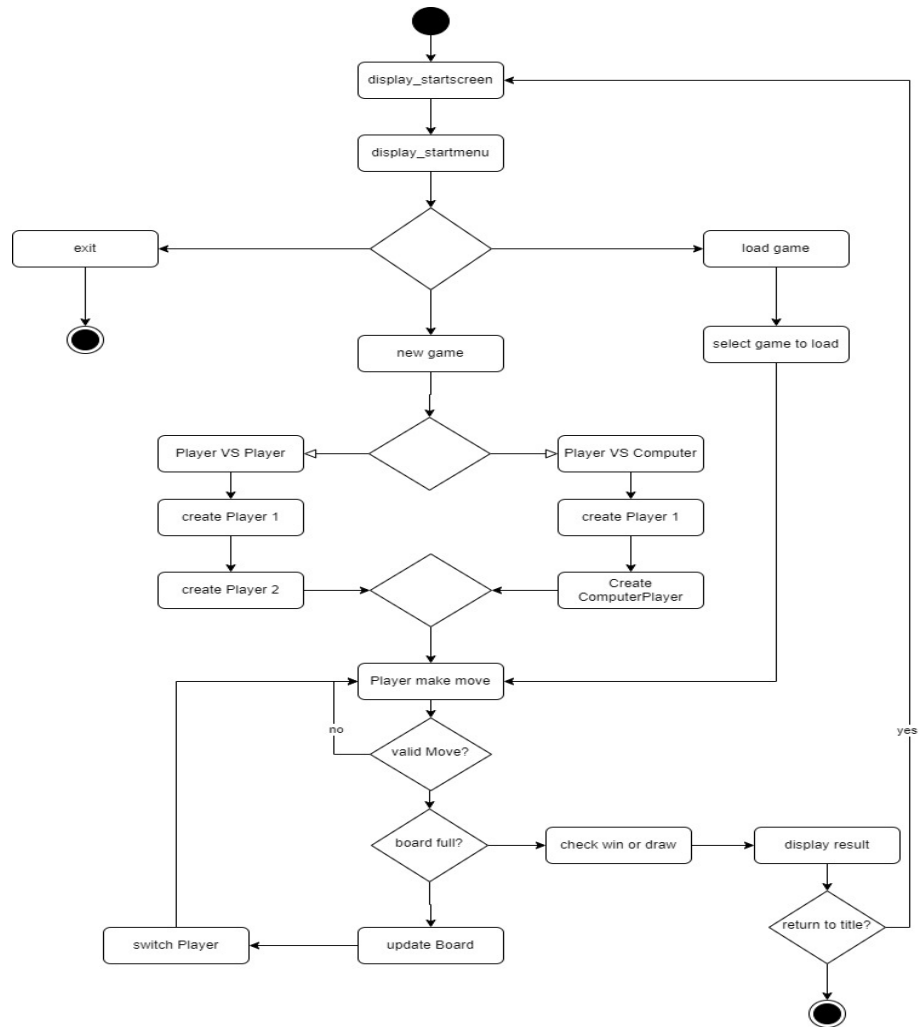 display_startscreen
display_startmenu
exit
load game
new game
select game to load
Player VS Player
Player VS Computer
create Player 1
create Player 1
create Player 2
Create
ComputerPlayer
Player make move
no
yes
valid Move?
board full?
check win or draw
display result
return to title?
switch Player
update Board